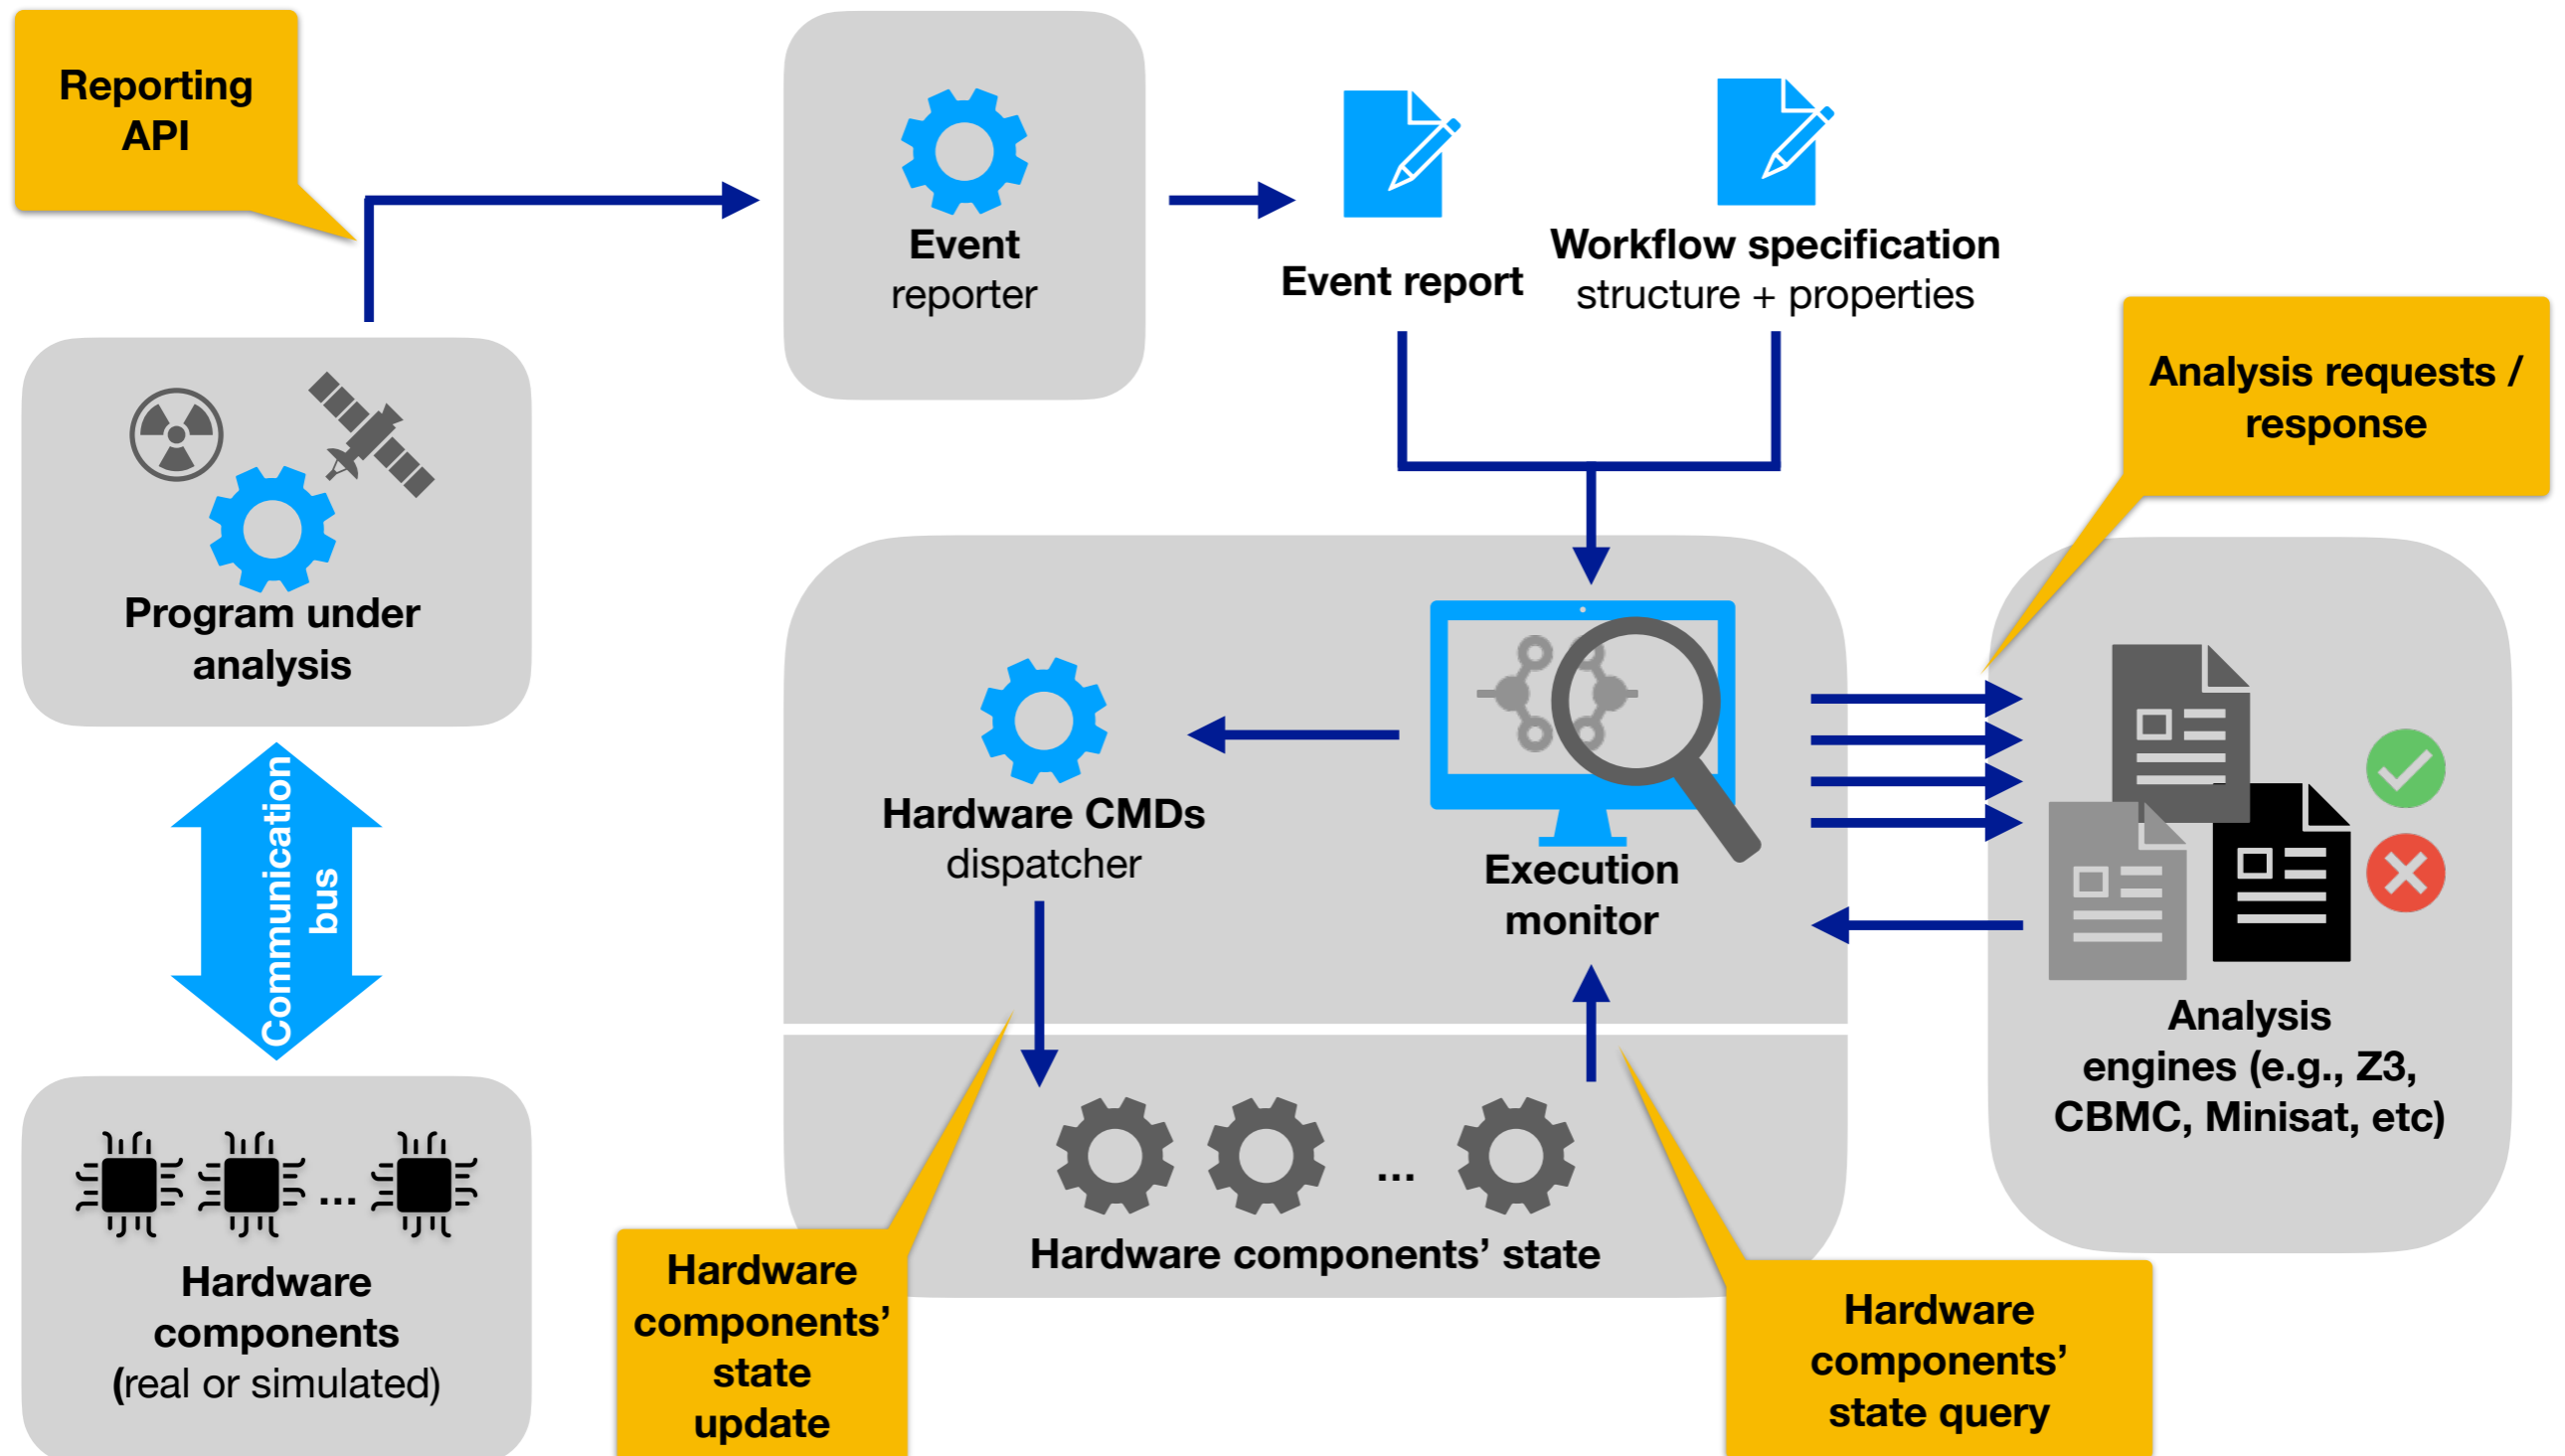 Reporting
API
Event
reporter
Event report
Workflow specification
structure + properties
Analysis requests /
response
Program under
analysis
Communication
bus
Hardware CMDs
dispatcher
Execution
monitor
Analysis
engines (e.g., Z3,
CBMC, Minisat, etc)
...
Hardware
components
(real or simulated)
...
Hardware components’ state
Hardware
components’
state
update
Hardware
components’
state query